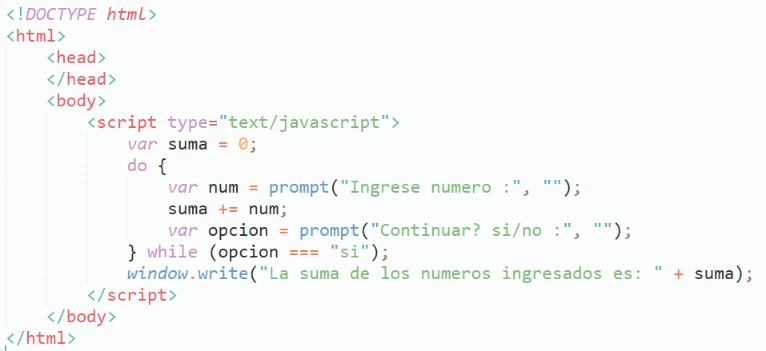 <!DOCTYPE html>
<html>
    <head>
    </head>
    <body>
        <script type="text/javascript">
            var suma = 0;
            do {
                var num = prompt("Ingrese numero :", "");
                suma += num;
                var opcion = prompt("Continuar? si/no :", "");
            } while (opcion === "si");
            window.write("La suma de los numeros ingresados es: " + suma);
        </script>
    </body>
</html>